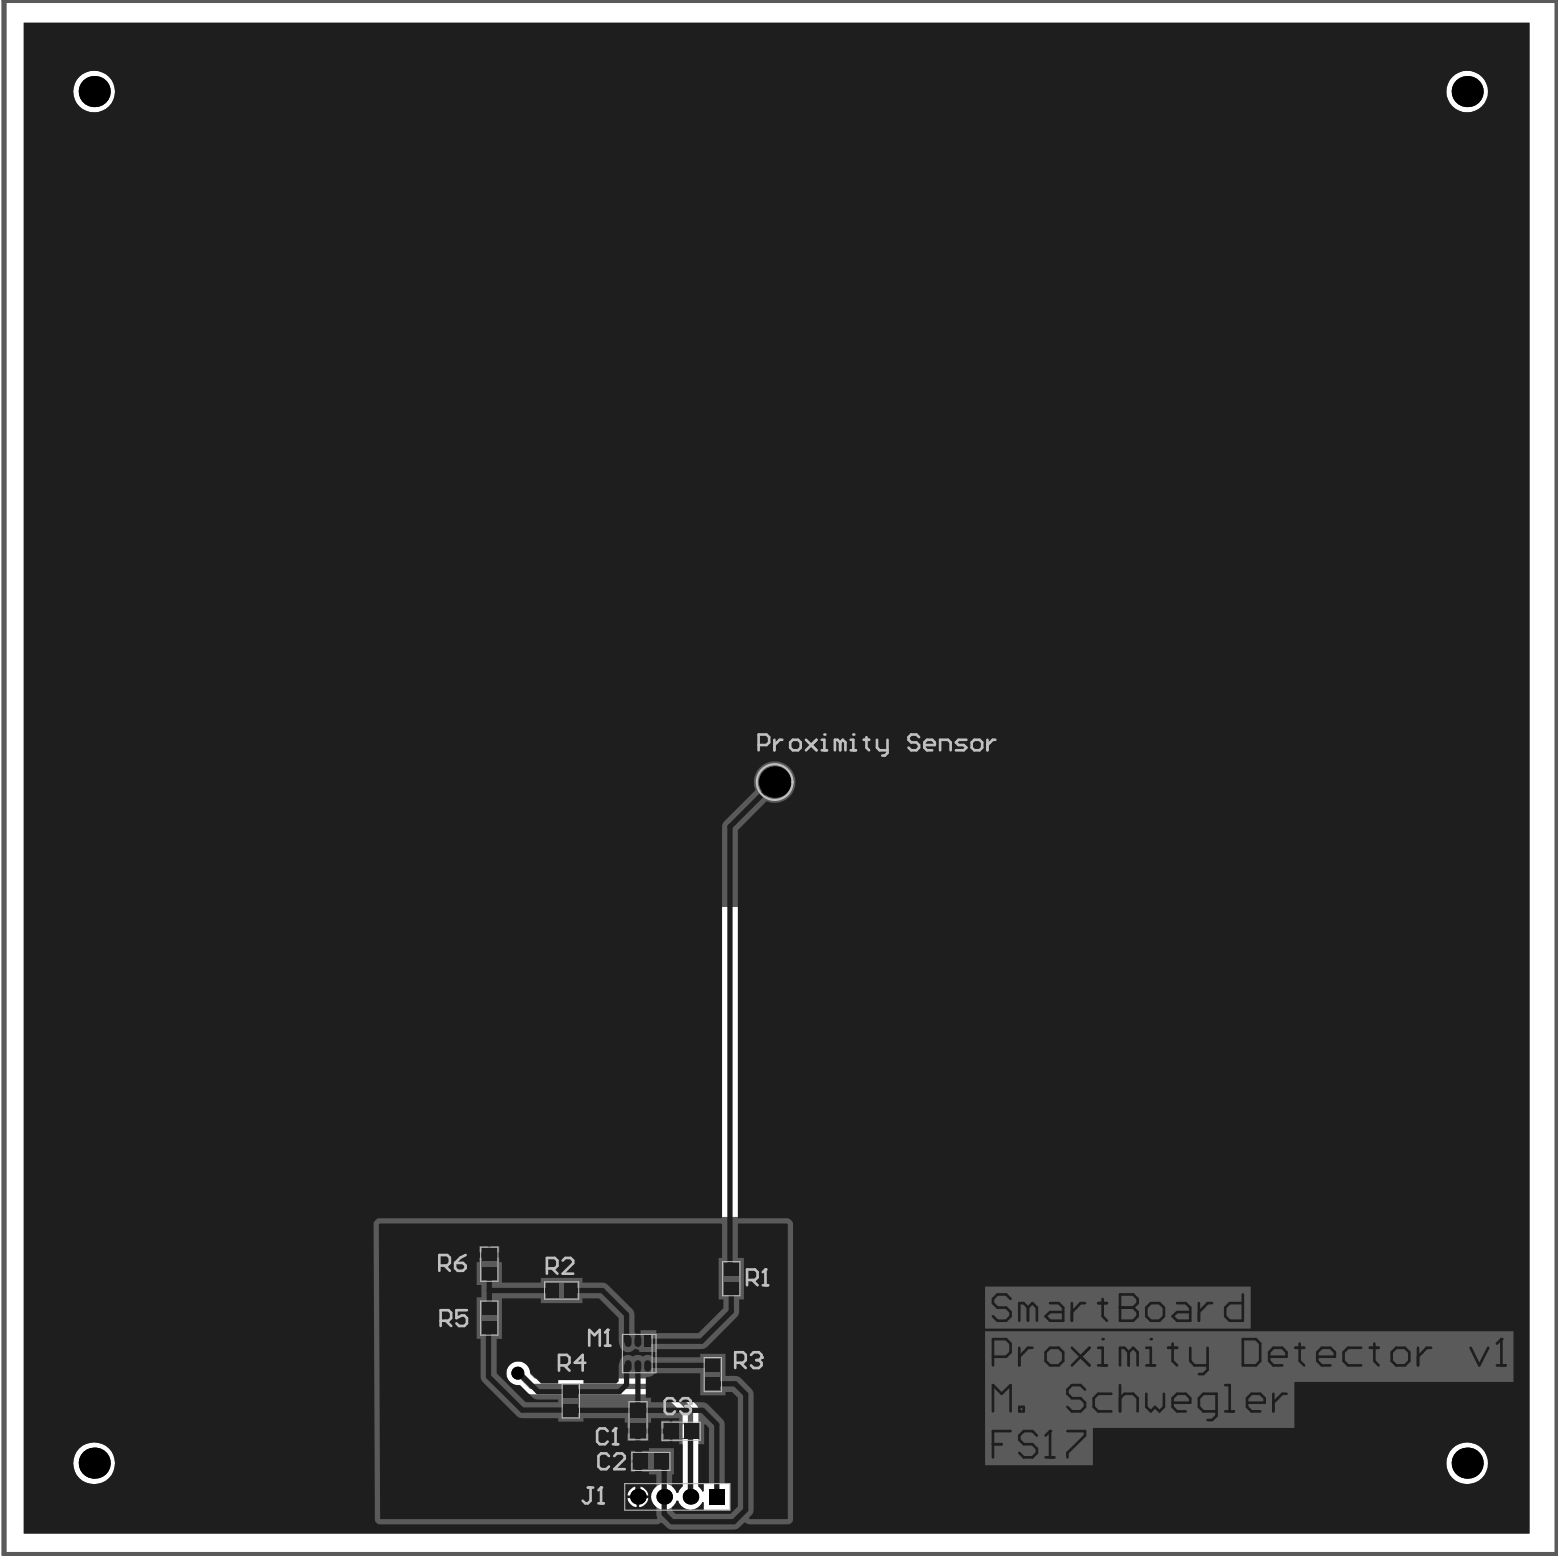 Proximity Sensor
R6
R2
R1
R5
M1
R4
R3
C3
C1
C2
J1
SmartBoard
Proximity Detector v1
M. Schwegler
FS17